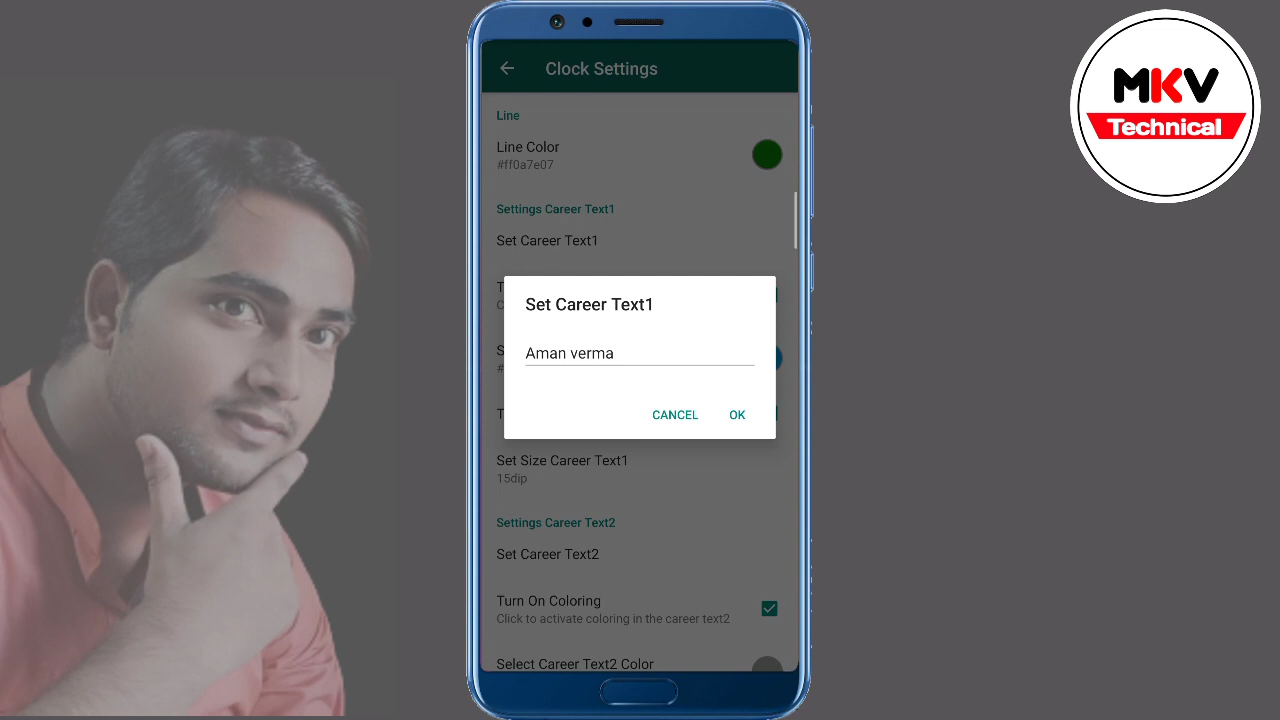 Clock Settings
Line
Line Color
#ff0a7e07
Settings Career Text1
Set Career Text1
Set Career Text1
Aman verma
CANCEL OK
Set Size Career Text1
15dip
Settings Career Text2
Set Career Text2
Turn On Coloring
Click to activate coloring in the career text2
Select Career Text2 Color
MKV
Technical